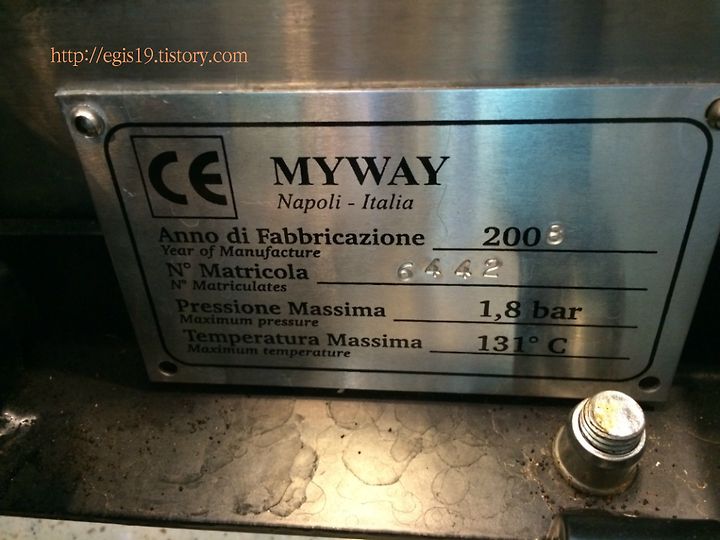 http://egis19.tistory.com
CE
MYWAY
Napoli - Italia
Anno di Fabbricazione 2008
Year of Manufacture
N° Matricola 6442
N° Matriculates
Pressione Massima 1,8 bar
Maximum pressure
Temperatura Massima 131° C
Maximum temperature